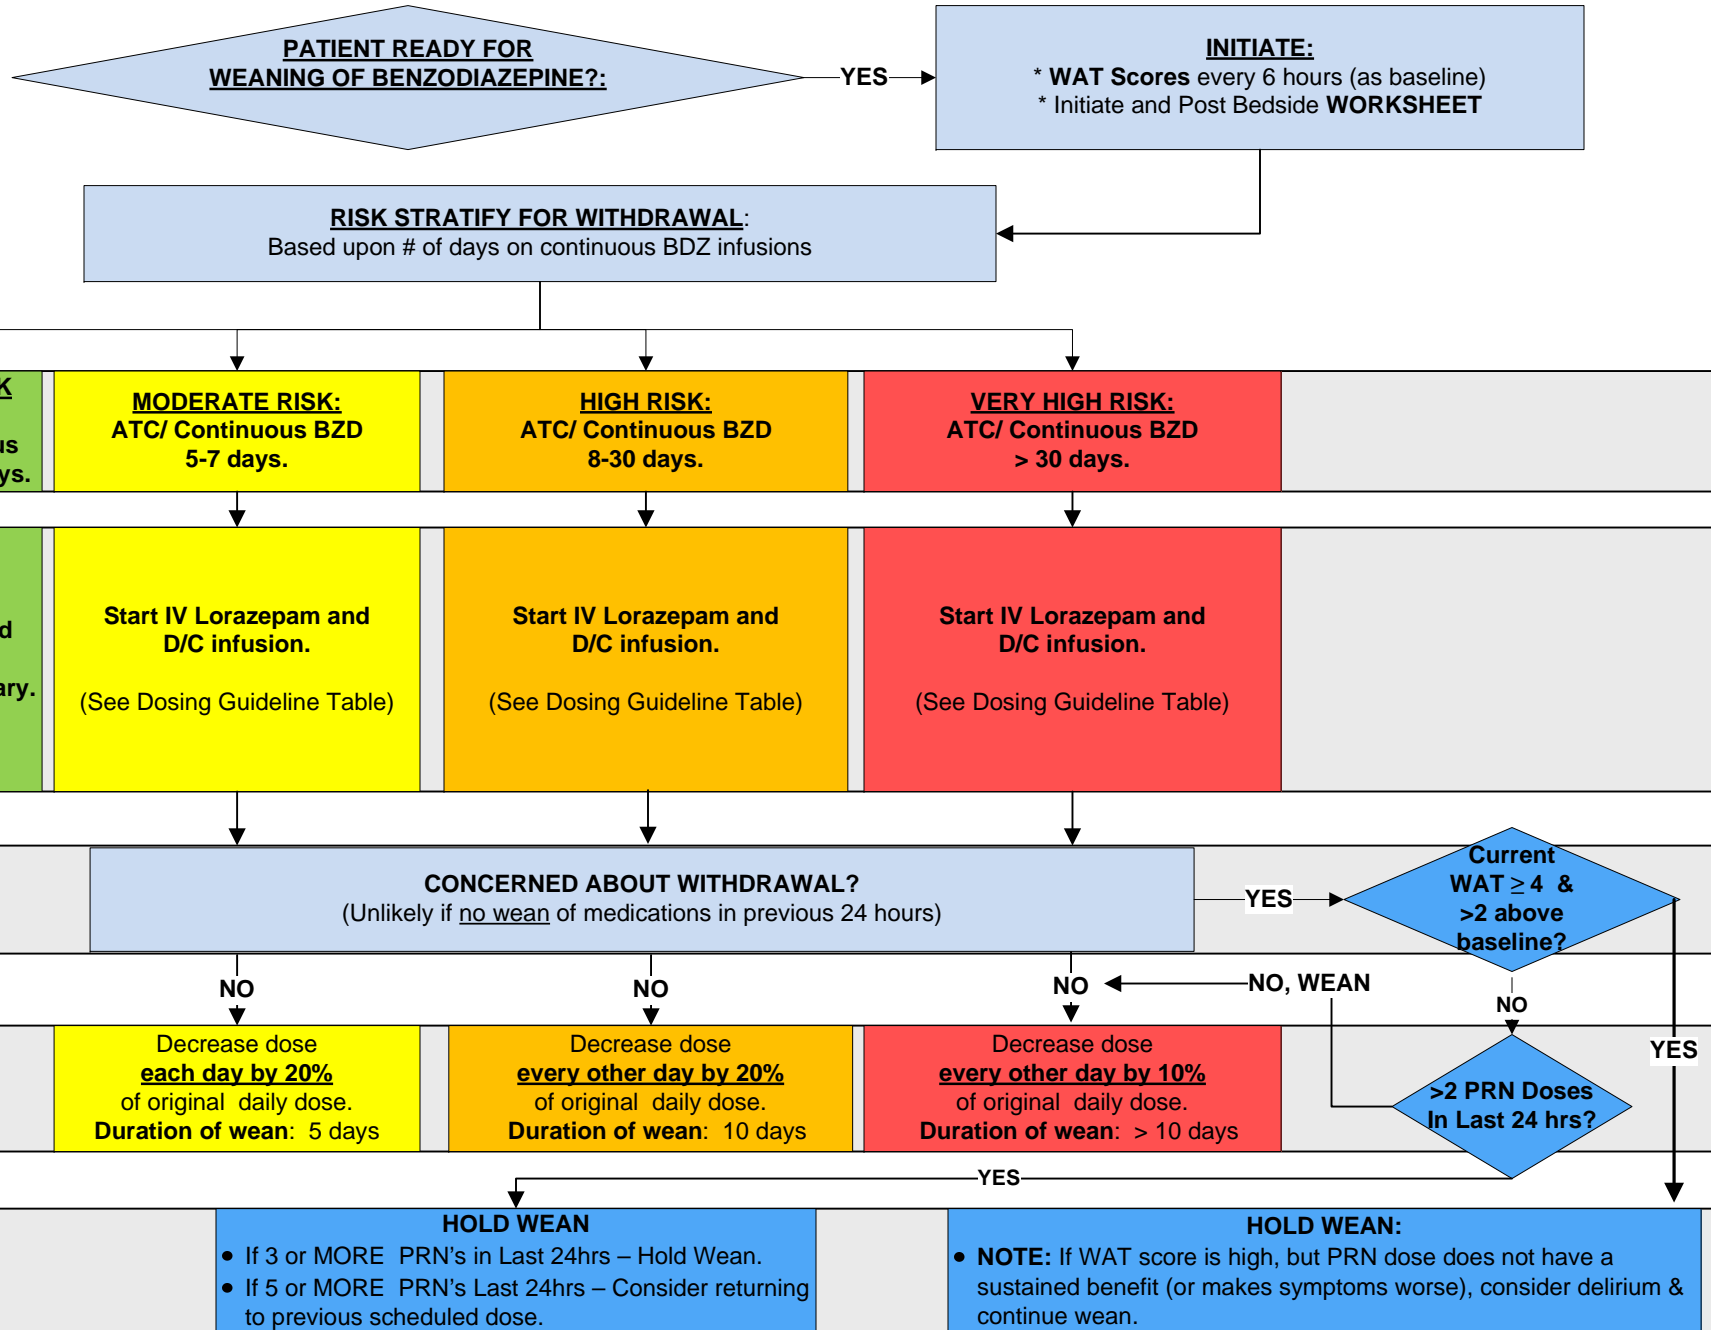 PATIENT READY FOR
WEANING OF BENZODIAZEPINE?:
YES
INITIATE:
* WAT Scores every 6 hours (as baseline)
* Initiate and Post Bedside WORKSHEET
RISK STRATIFY FOR WITHDRAWAL:
Based upon # of days on continuous BDZ infusions
MODERATE RISK:
ATC/ Continuous BZD
5-7 days.
HIGH RISK:
ATC/ Continuous BZD
8-30 days.
VERY HIGH RISK:
ATC/ Continuous BZD
> 30 days.
Start IV Lorazepam and
D/C infusion.
(See Dosing Guideline Table)
Start IV Lorazepam and
D/C infusion.
(See Dosing Guideline Table)
Start IV Lorazepam and
D/C infusion.
(See Dosing Guideline Table)
CONCERNED ABOUT WITHDRAWAL?
(Unlikely if no wean of medications in previous 24 hours)
YES
Current
WAT ≥ 4 &
>2 above
baseline?
NO
NO
NO
NO, WEAN
NO
YES
Decrease dose
each day by 20%
of original daily dose.
Duration of wean: 5 days
Decrease dose
every other day by 20%
of original daily dose.
Duration of wean: 10 days
Decrease dose
every other day by 10%
of original daily dose.
Duration of wean: > 10 days
>2 PRN Doses
In Last 24 hrs?
YES
HOLD WEAN
• If 3 or MORE PRN's in Last 24hrs – Hold Wean.
• If 5 or MORE PRN's Last 24hrs – Consider returning
to previous scheduled dose.
HOLD WEAN:
• NOTE: If WAT score is high, but PRN dose does not have a
sustained benefit (or makes symptoms worse), consider delirium &
continue wean.